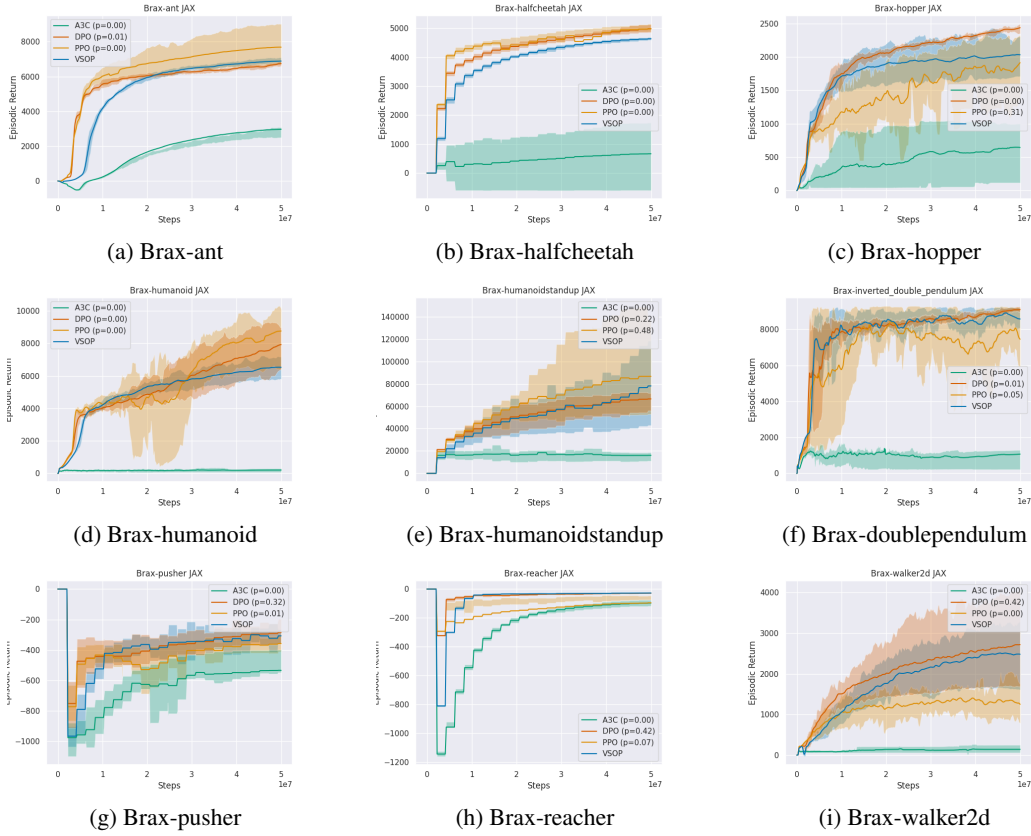 Brax-ant JAX
A3C (p=0.00)
DPO (p=0.01)
PPO (p=0.00)
VSOP
Episodic Return
8000
6000
4000
2000
0
0 1 2 3 4 5
1e7
Steps
(a) Brax-ant
Brax-halfcheetah JAX
A3C (p=0.00)
DPO (p=0.00)
PPO (p=0.00)
VSOP
Episodic Return
5000
4000
3000
2000
1000
0
0 1 2 3 4 5
1e7
Steps
(b) Brax-halfcheetah
Brax-hopper JAX
A3C (p=0.00)
DPO (p=0.00)
PPO (p=0.31)
VSOP
Episodic Return
2500
2000
1500
1000
500
0
0 1 2 3 4 5
1e7
Steps
(c) Brax-hopper
Brax-humanoid JAX
A3C (p=0.00)
DPO (p=0.00)
PPO (p=0.00)
VSOP
Episodic Return
10000
8000
6000
4000
2000
0
0 1 2 3 4 5
1e7
Steps
(d) Brax-humanoid
Brax-humanoidstandup JAX
A3C (p=0.00)
DPO (p=0.22)
PPO (p=0.48)
VSOP
140000
120000
100000
80000
60000
40000
20000
0
0 1 2 3 4 5
1e7
Steps
(e) Brax-humanoidstandup
Brax-inverted_double_pendulum JAX
A3C (p=0.00)
DPO (p=0.01)
PPO (p=0.05)
VSOP
Episodic Return
8000
6000
4000
2000
0
0 1 2 3 4 5
1e7
Steps
(f) Brax-doublependulum
Brax-pusher JAX
A3C (p=0.00)
DPO (p=0.32)
PPO (p=0.01)
VSOP
Episodic Return
0
−200
−400
−600
−800
−1000
0 1 2 3 4 5
1e7
Steps
(g) Brax-pusher
Brax-reacher JAX
A3C (p=0.00)
DPO (p=0.42)
PPO (p=0.07)
VSOP
Episodic Return
0
−200
−400
−600
−800
−1000
−1200
0 1 2 3 4 5
1e7
Steps
(h) Brax-reacher
Brax-walker2d JAX
A3C (p=0.00)
DPO (p=0.42)
PPO (p=0.00)
VSOP
Episodic Return
4000
3000
2000
1000
0
0 1 2 3 4 5
1e7
Steps
(i) Brax-walker2d